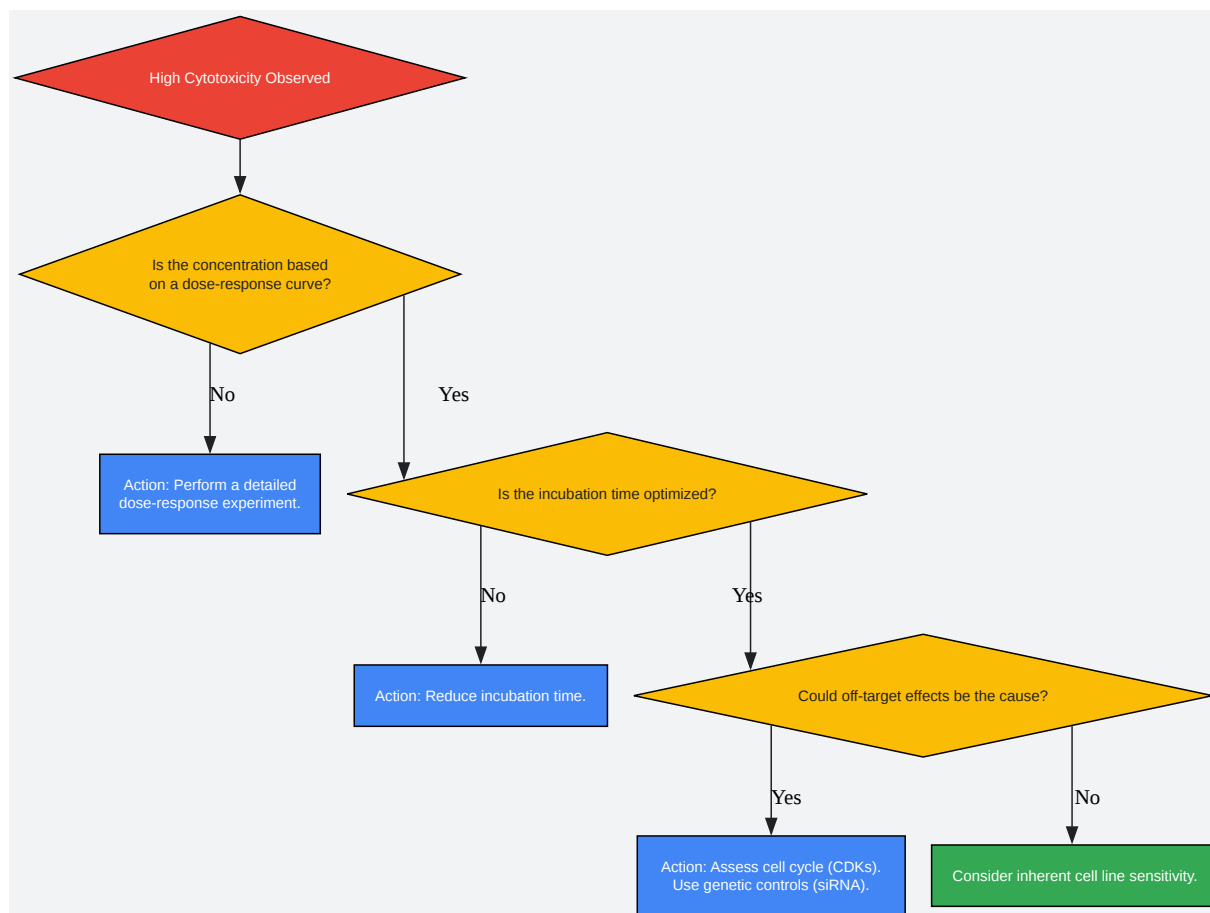 High Cytotoxicity Observed
Is the concentration based
on a dose-response curve?
No
Yes
Action: Perform a detailed
dose-response experiment.
Is the incubation time optimized?
No
Yes
Action: Reduce incubation time.
Could off-target effects be the cause?
Yes
No
Action: Assess cell cycle (CDKs).
Use genetic controls (siRNA).
Consider inherent cell line sensitivity.